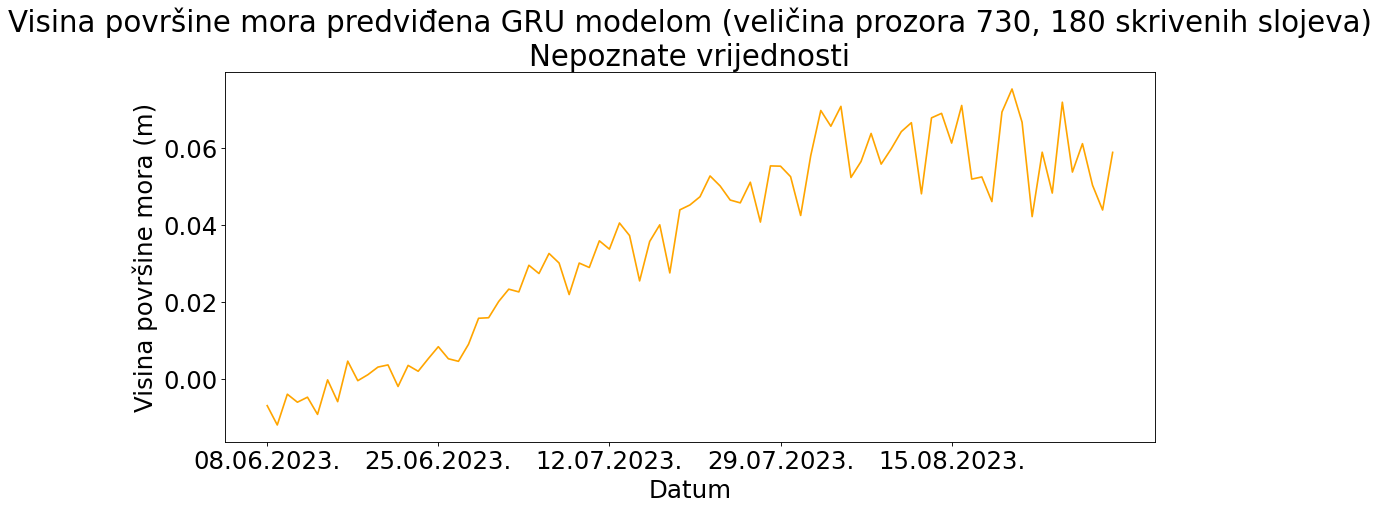 Visina površine mora predviđena GRU modelom (veličina prozora 730, 180 skrivenih slojeva)
Nepoznate vrijednosti
Visina površine mora (m)
0.06
0.04
0.02
0.00
08.06.2023. 25.06.2023. 12.07.2023. 29.07.2023. 15.08.2023.
Datum